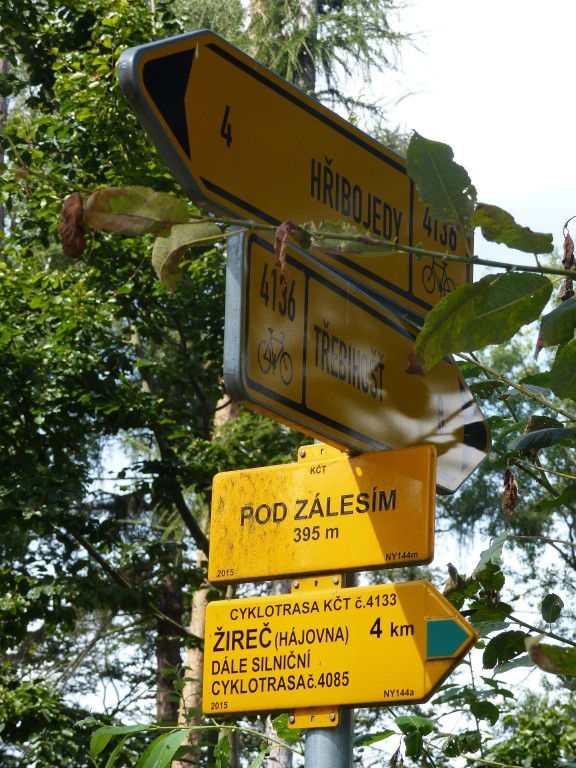 4
HŘIBOJEDY
4136
4136
TŘEBIHOŠŤ
KČT
POD ZÁLESÍM
395 m
2015
NY144m
CYKLOTRASA KČT č.4133
ŽIREČ (HÁJOVNA) 4 km
DÁLE SILNIČNÍ
CYKLOTRASA č.4085
2015
NY144a